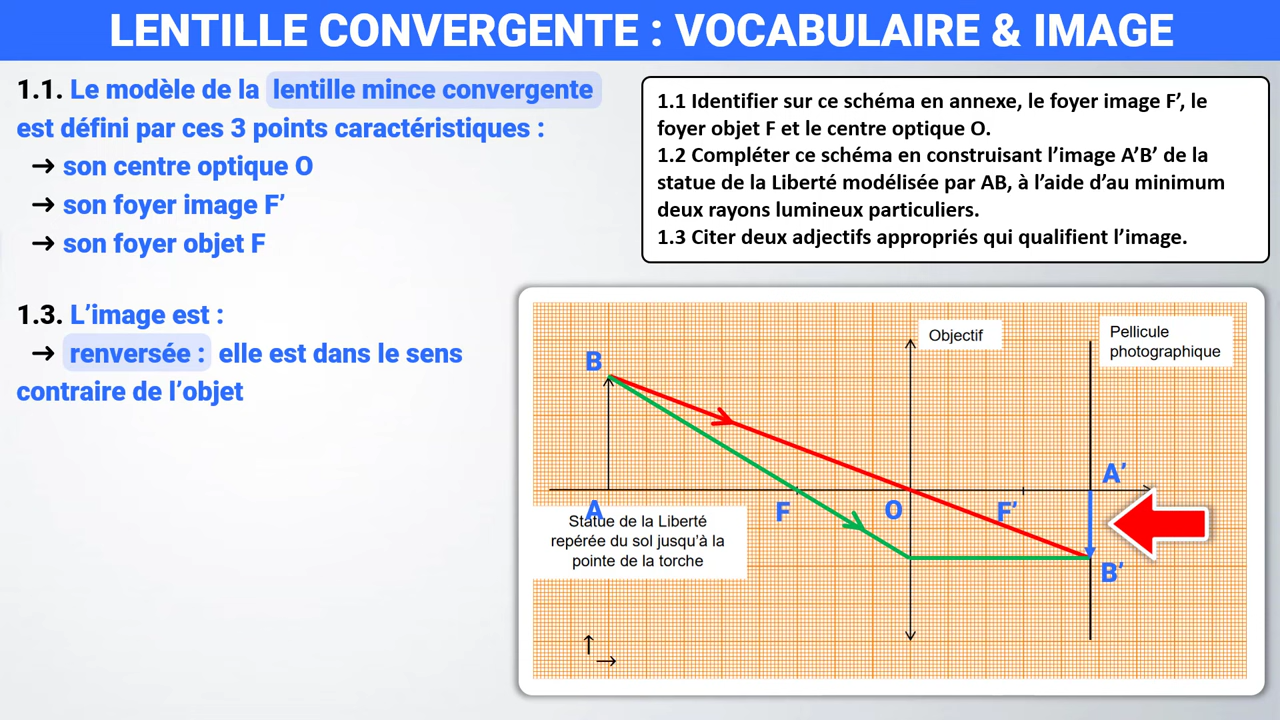 LENTILLE CONVERGENTE : VOCABULAIRE & IMAGE
1.1. Le modèle de la lentille mince convergente
est défini par ces 3 points caractéristiques :
→ son centre optique O
→ son foyer image F’
→ son foyer objet F
1.3. L’image est :
→ renversée : elle est dans le sens
contraire de l’objet
1.1 Identifier sur ce schéma en annexe, le foyer image F’, le
foyer objet F et le centre optique O.
1.2 Compléter ce schéma en construisant l’image A’B’ de la
statue de la Liberté modélisée par AB, à l’aide d’au minimum
deux rayons lumineux particuliers.
1.3 Citer deux adjectifs appropriés qui qualifient l’image.
Objectif
Pellicule
photographique
B
A’
A
F
O
F’
B’
Statue de la Liberté
repérée du sol jusqu’à la
pointe de la torche